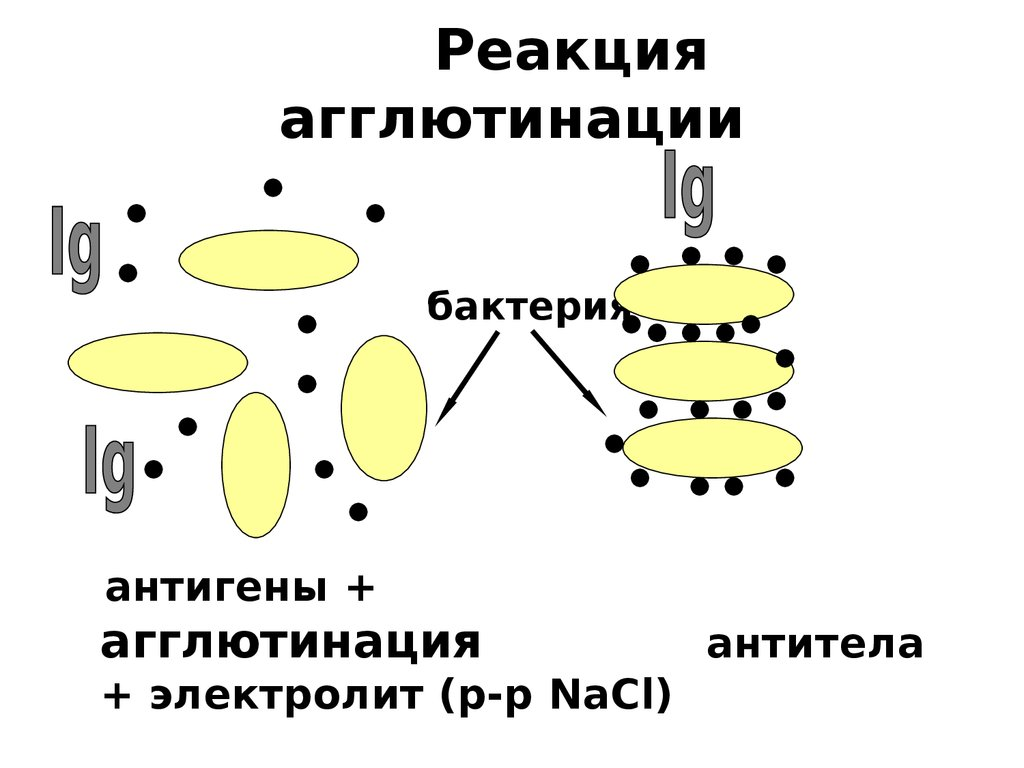 Реакция
агглютинации
Ig
Ig
бактерия
Ig
антигены +
агглютинация антитела
+ электролит (р-р NaCl)